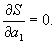 ∂S/∂a₁ = 0.